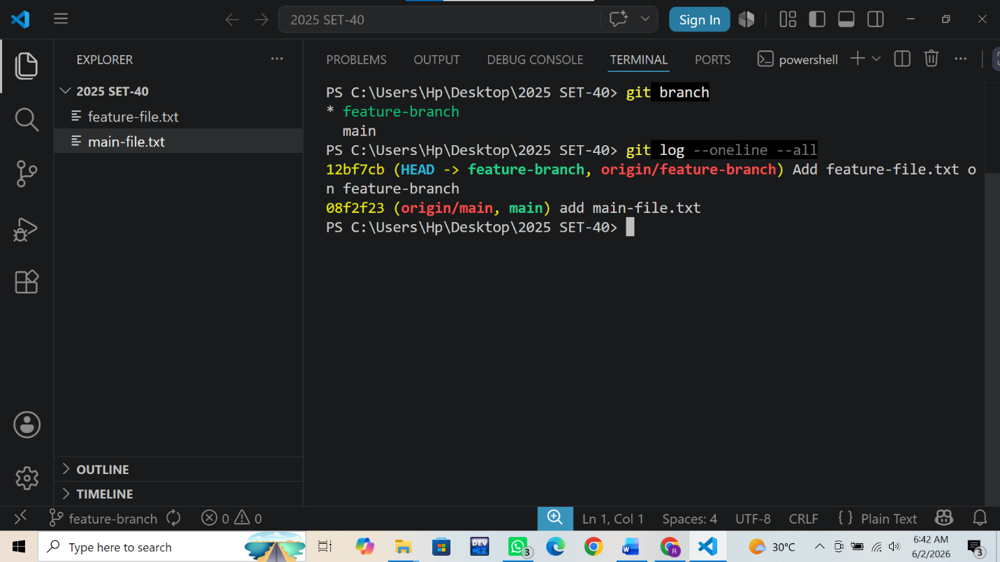 2025 SET-40
Sign In
EXPLORER
2025 SET-40
feature-file.txt
main-file.txt
OUTLINE
TIMELINE
PROBLEMS OUTPUT DEBUG CONSOLE TERMINAL PORTS powershell
PS C:\Users\Hp\Desktop\2025 SET-40> git branch
* feature-branch
main
PS C:\Users\Hp\Desktop\2025 SET-40> git log --oneline --all
12bf7cb (HEAD -> feature-branch, origin/feature-branch) Add feature-file.txt o
n feature-branch
08f2f23 (origin/main, main) add main-file.txt
PS C:\Users\Hp\Desktop\2025 SET-40>
feature-branch 0 0 Ln 1, Col 1 Spaces: 4 UTF-8 CRLF {} Plain Text
Type here to search
DEV C++
3
R
30°C
6:42 AM
6/2/2026
3